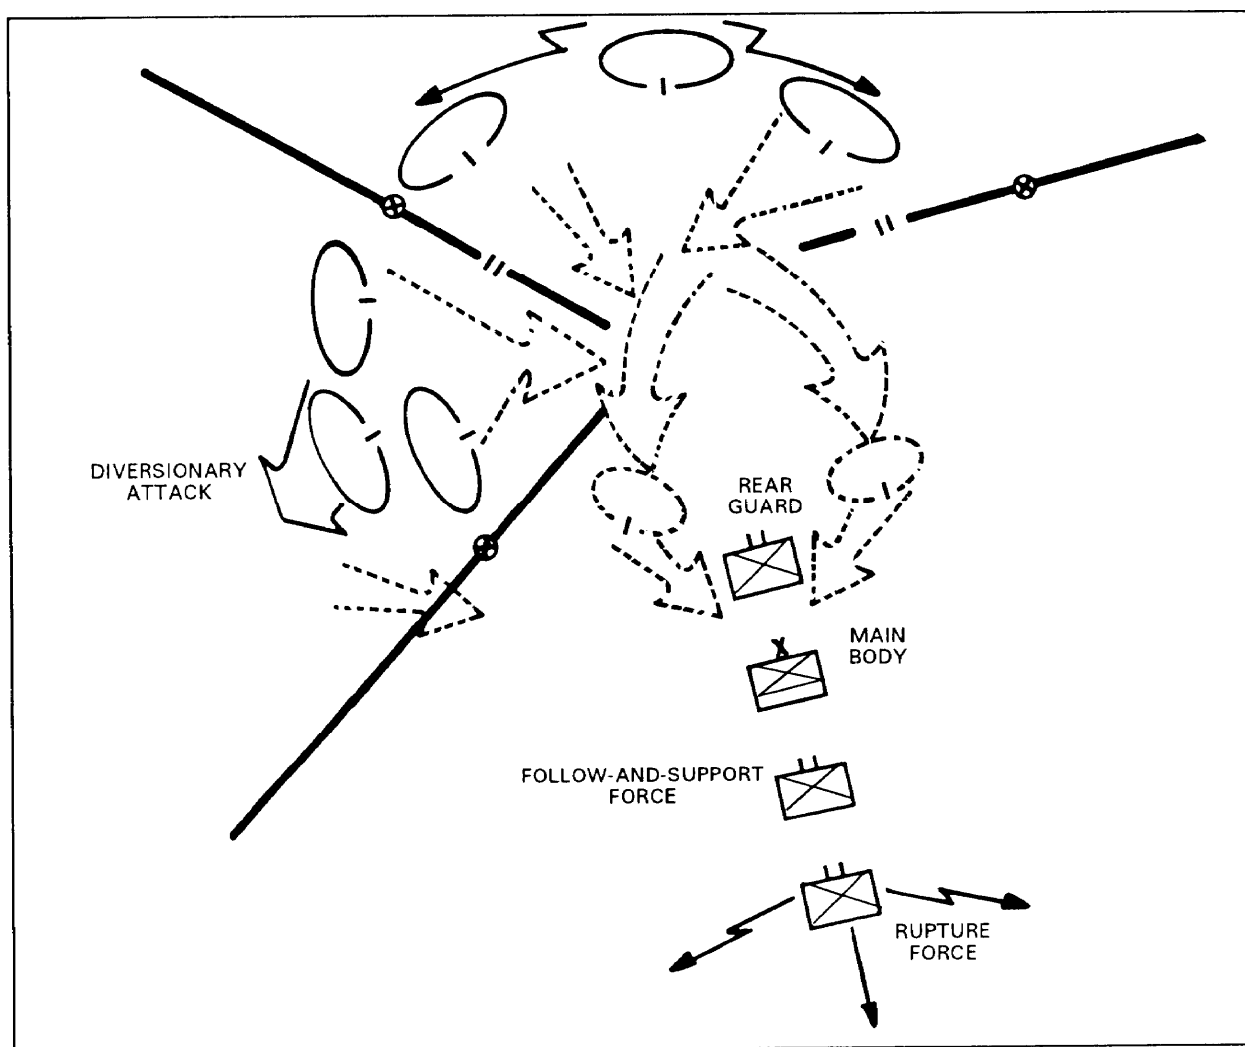 DIVERSIONARY
ATTACK
REAR
GUARD
MAIN
BODY
FOLLOW-AND-SUPPORT
FORCE
RUPTURE
FORCE